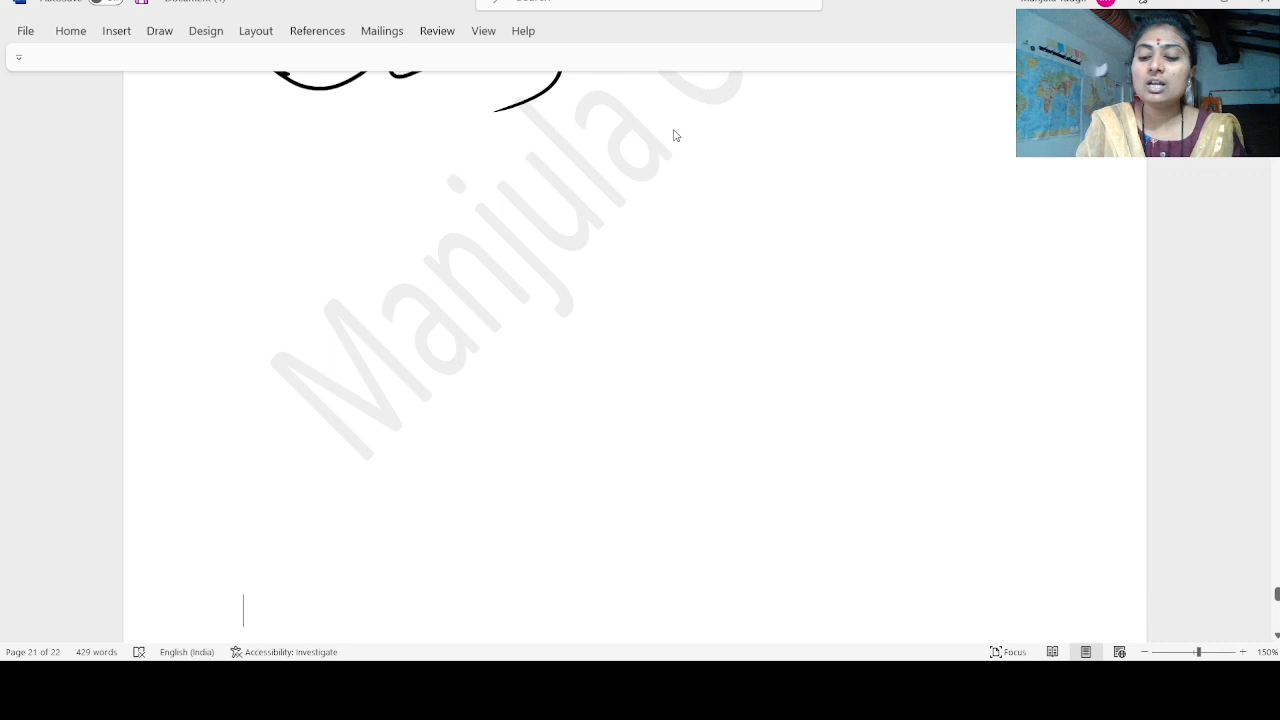 File Home Insert Draw Design Layout References Mailings Review View Help
Manjula
Page 21 of 22 429 words English (India) Accessibility: Investigate Focus 150%